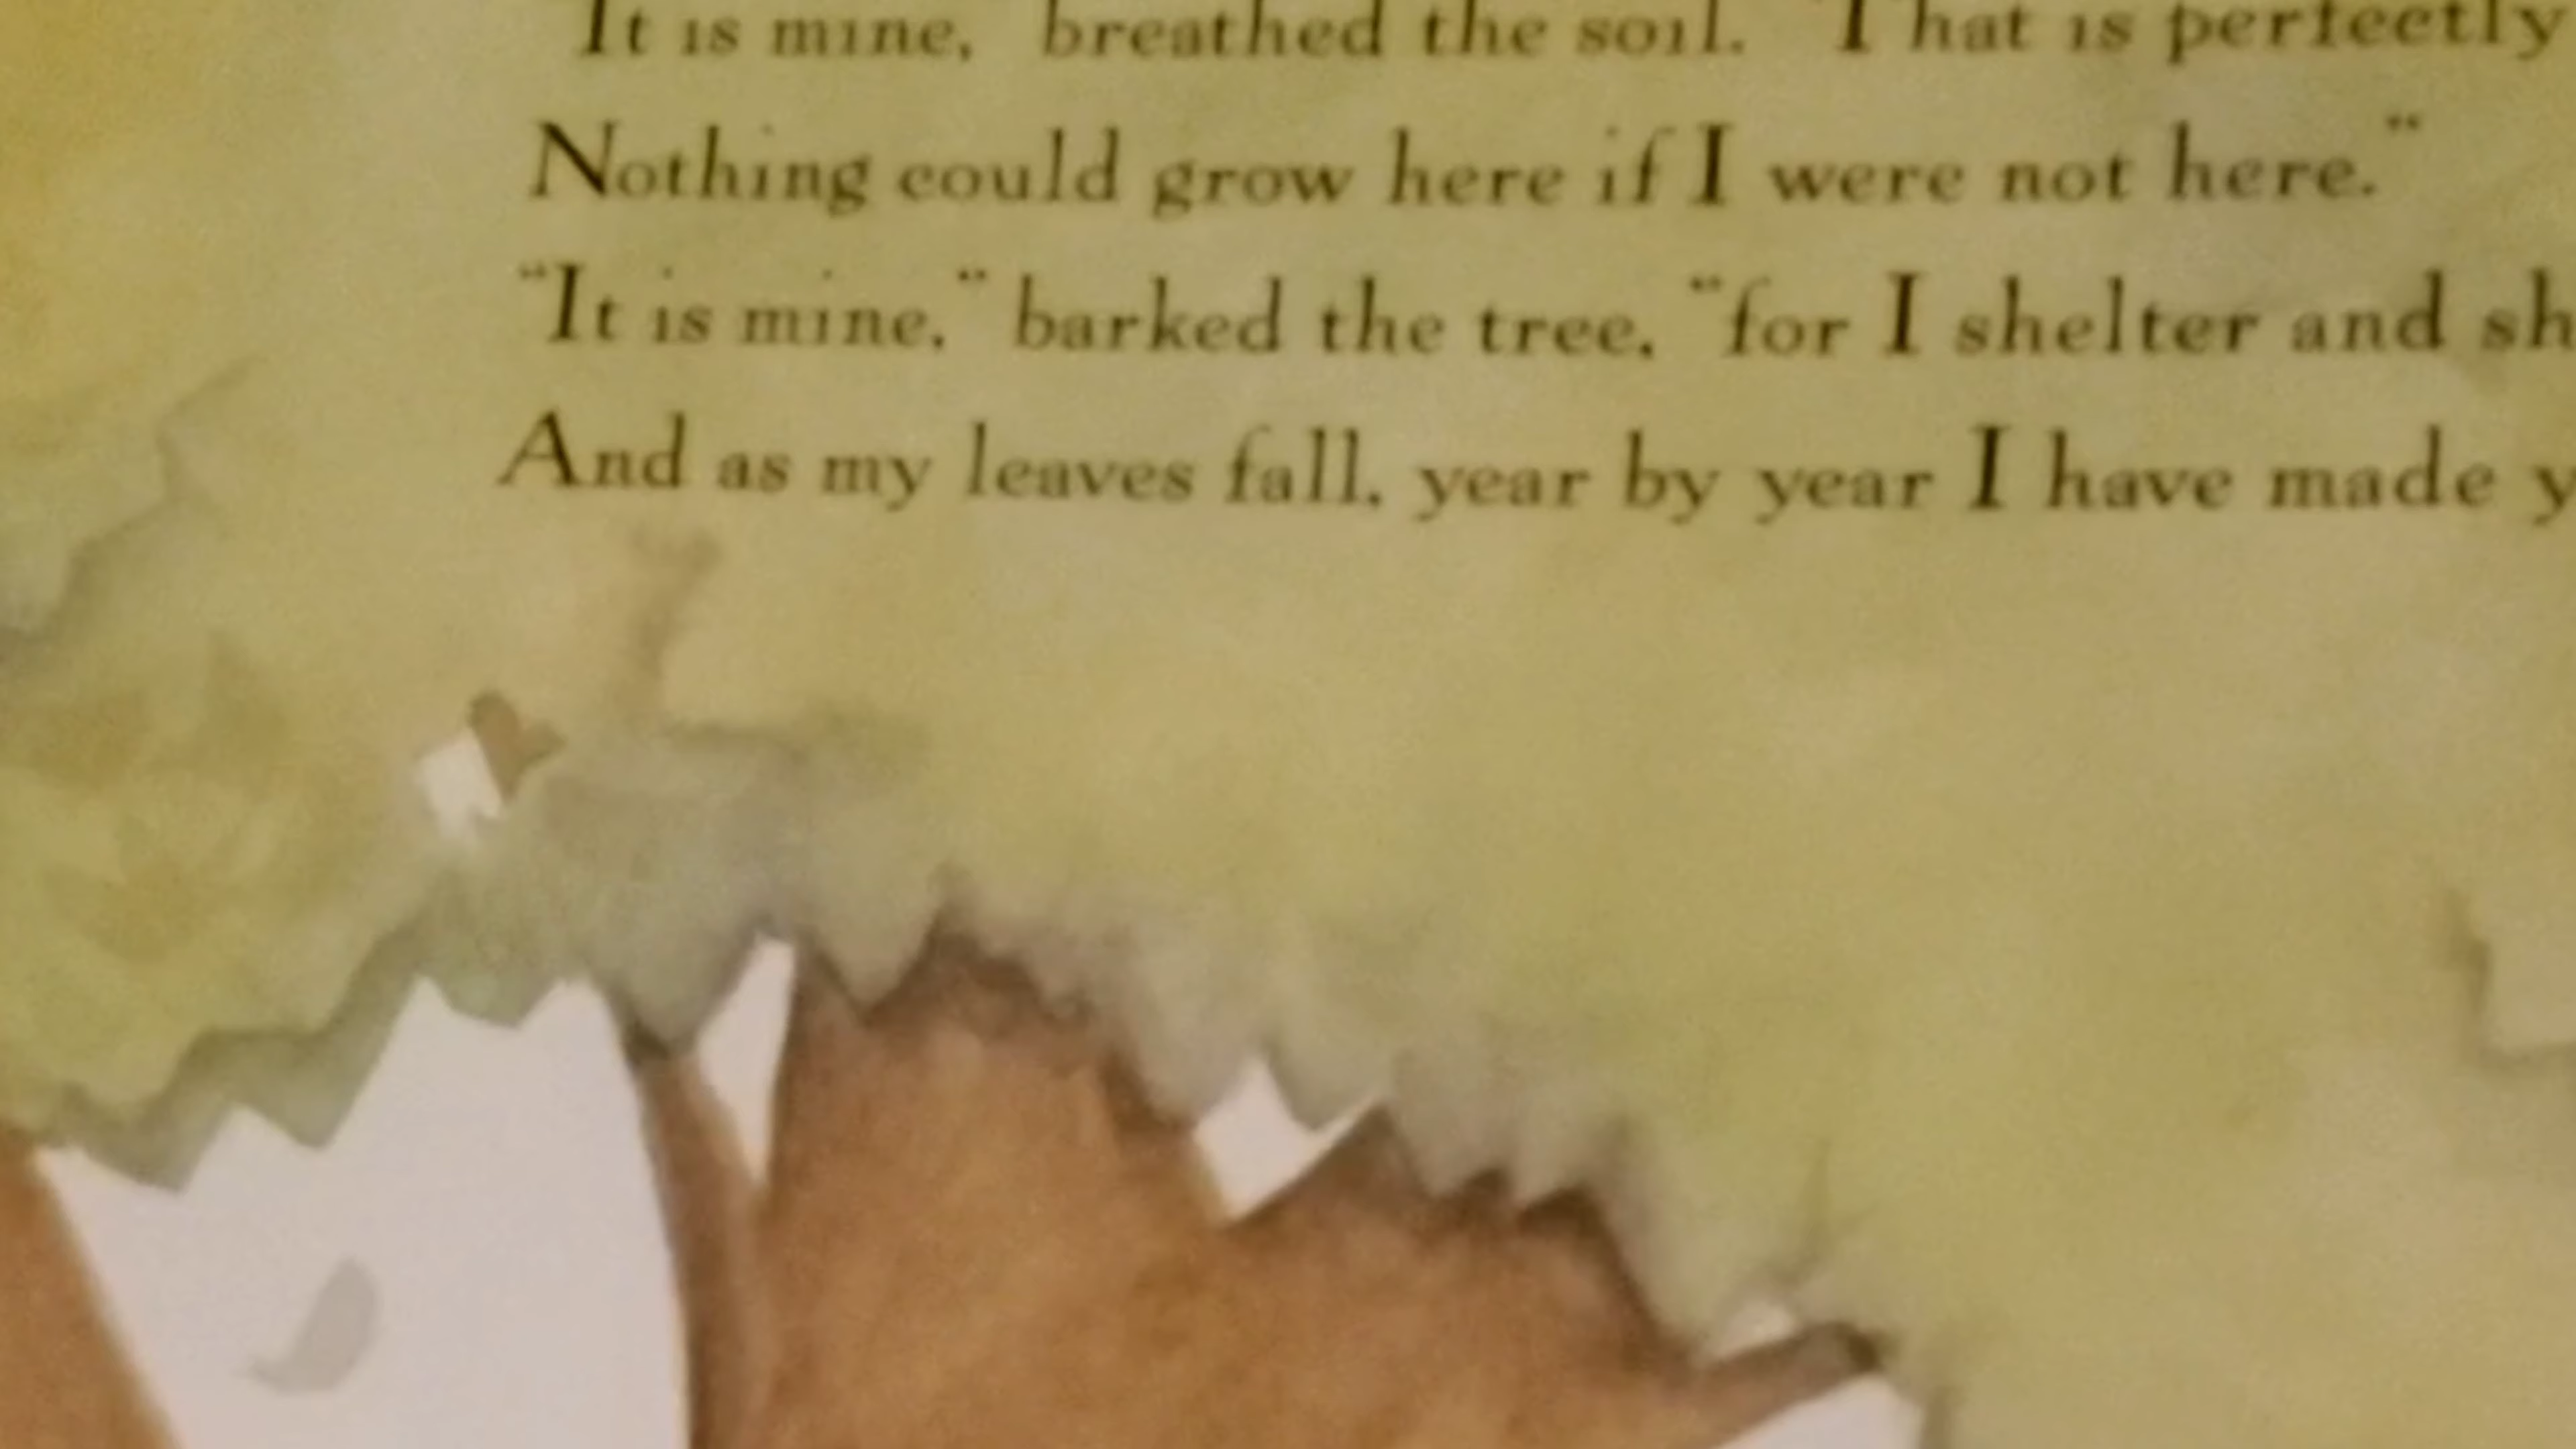 "It is mine," breathed the soil. "That is perfectly
Nothing could grow here if I were not here."
"It is mine," barked the tree, "for I shelter and sh
And as my leaves fall, year by year I have made y